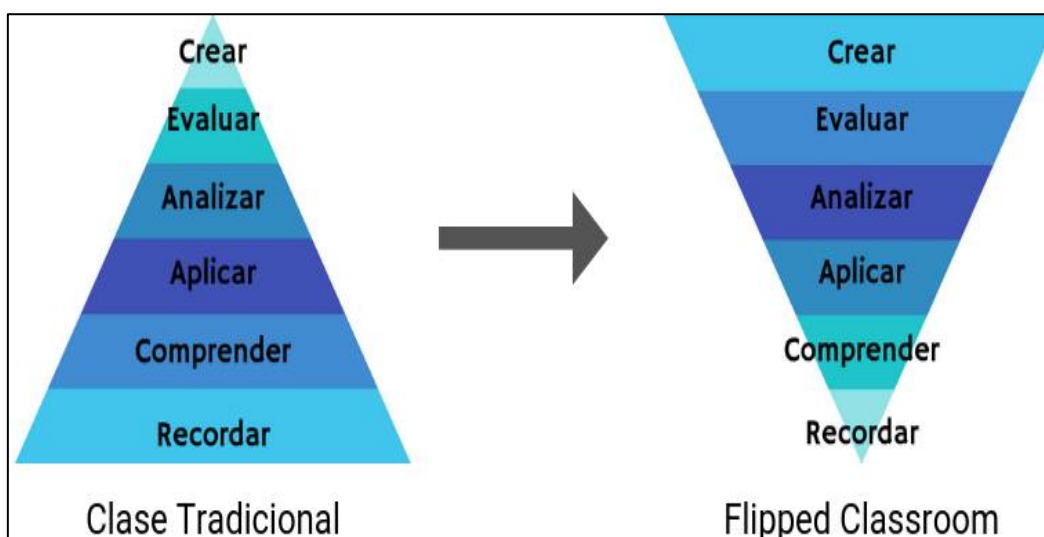 Crear
Evaluar
Analizar
Aplicar
Comprender
Recordar
Clase Tradicional
Crear
Evaluar
Analizar
Aplicar
Comprender
Recordar
Flipped Classroom